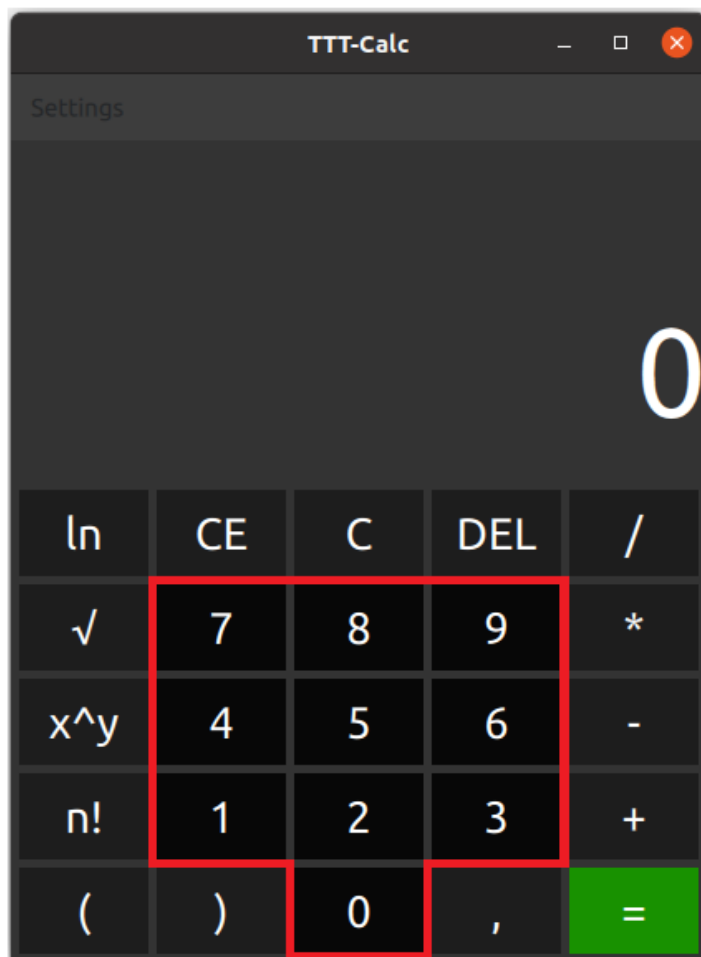 TTT-Calc
Settings
0
ln CE C DEL /
√ 7 8 9 *
x^y 4 5 6 -
n! 1 2 3 +
( ) 0 , =